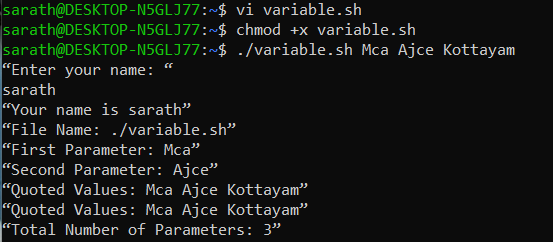 sarath@DESKTOP-N5GLJ77:~$ vi variable.sh
sarath@DESKTOP-N5GLJ77:~$ chmod +x variable.sh
sarath@DESKTOP-N5GLJ77:~$ ./variable.sh Mca Ajce Kottayam
“Enter your name: “
sarath
“Your name is sarath”
“File Name: ./variable.sh”
“First Parameter: Mca”
“Second Parameter: Ajce”
“Quoted Values: Mca Ajce Kottayam”
“Quoted Values: Mca Ajce Kottayam”
“Total Number of Parameters: 3”